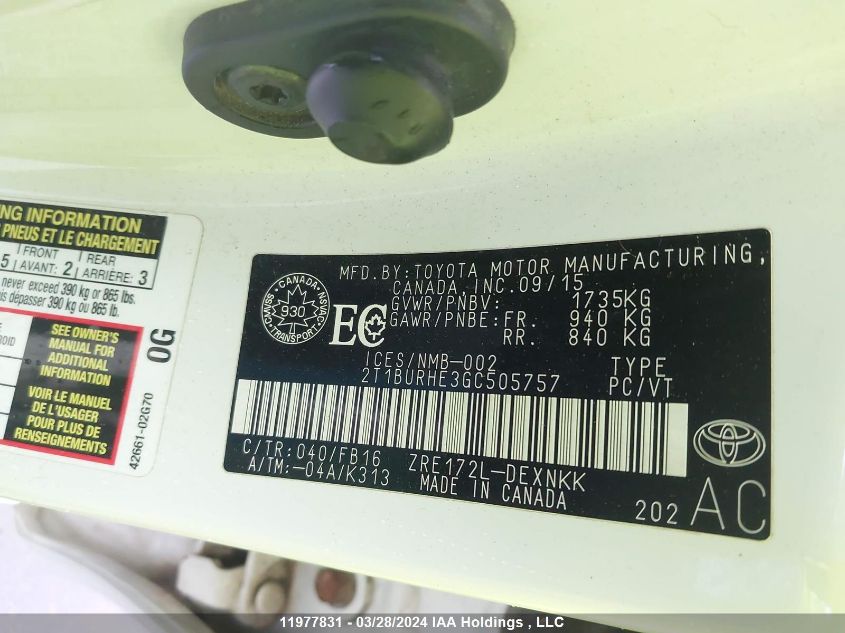 NG INFORMATION
PNEUS ET LE CHARGEMENT
5 FRONT AVANT: 2 REAR ARRIÈRE: 3
never exceed 390 kg or 865 lbs.
dépasser 390 kg ou 865 lb.
SEE OWNER'S
MANUAL FOR
ADDITIONAL
INFORMATION
VOIR LE MANUEL
DE L'USAGER
POUR PLUS DE
RENSEIGNEMENTS
0G
42661-02G70
MFD.BY:TOYOTA MOTOR MANUFACTURING,
CANADA, INC.09/15
GVWR/PNBV: 1735KG
GAWR/PNBE:FR. 940 KG
RR. 840 KG
CANADA
930
TRANSPORT
EC
ICES/NMB-002 TYPE
2T1BURHE3GC505757 PC/VT
C/TR:040/FB16 ZRE172L-DEXNKK
A/TM:-04A/K313 MADE IN CANADA
202 AC
11977831 - 03/28/2024 IAA Holdings , LLC